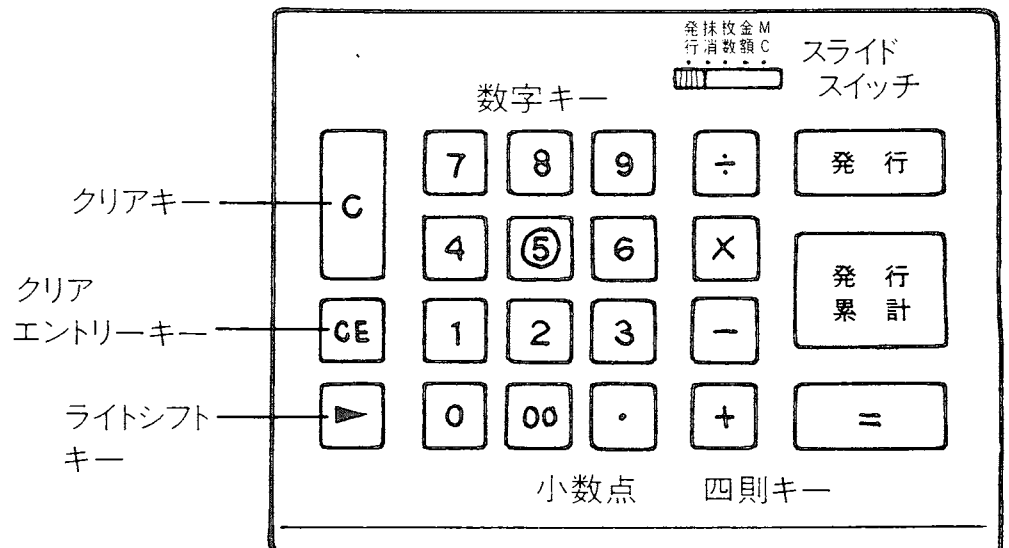 発行 抹消 枚数 金額 MC
スライド
スイッチ
数字キー
7 8 9 ÷ 発行
クリアキー
C
4 5 6 ×
発行
累計
クリア
エントリーキー
CE 1 2 3 −
ライトシフト
キー
▶ 0 00 ・ + =
小数点 四則キー